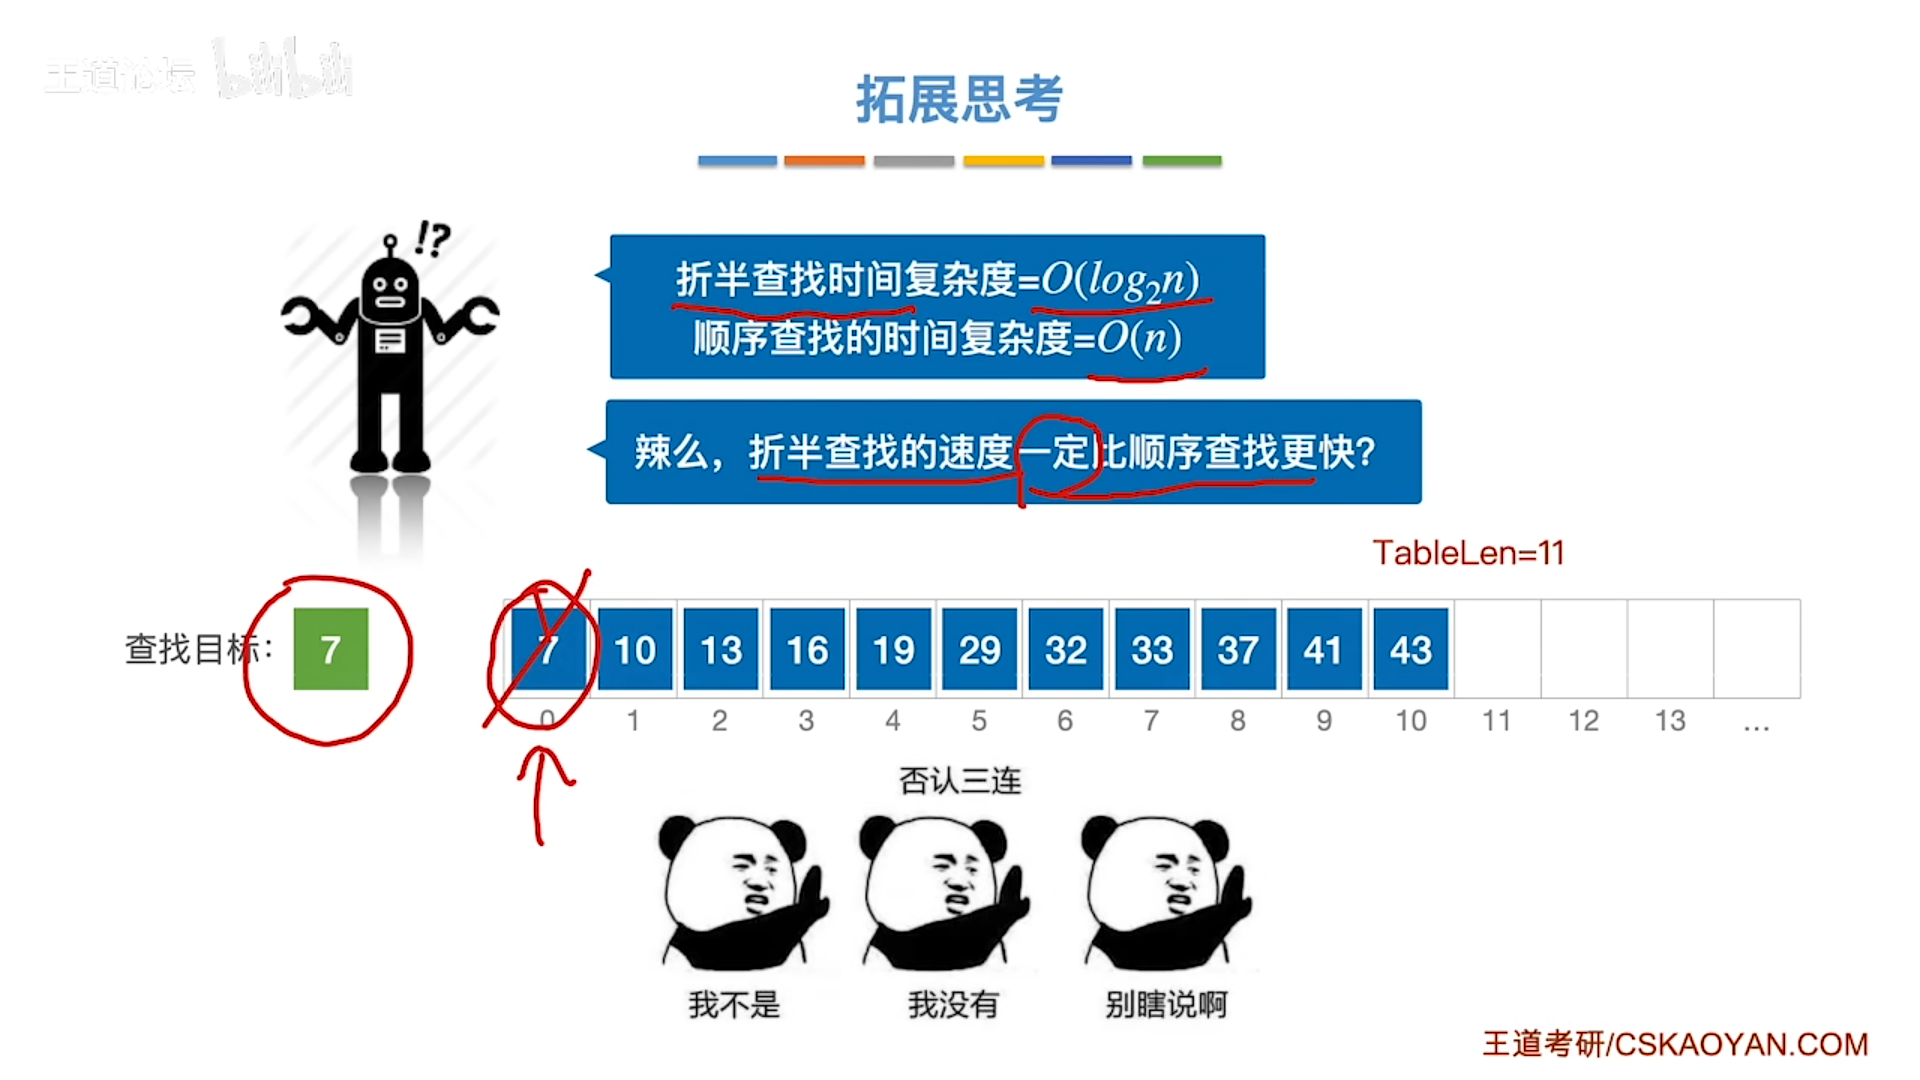 王道论坛 bilibili
拓展思考
!?
折半查找时间复杂度=O(log₂n)
顺序查找的时间复杂度=O(n)
辣么，折半查找的速度一定比顺序查找更快？
TableLen=11
查找目标： 7
7 10 13 16 19 29 32 33 37 41 43
0 1 2 3 4 5 6 7 8 9 10 11 12 13 ...
否认三连
我不是 我没有 别瞎说啊
王道考研/CSKAOYAN.COM